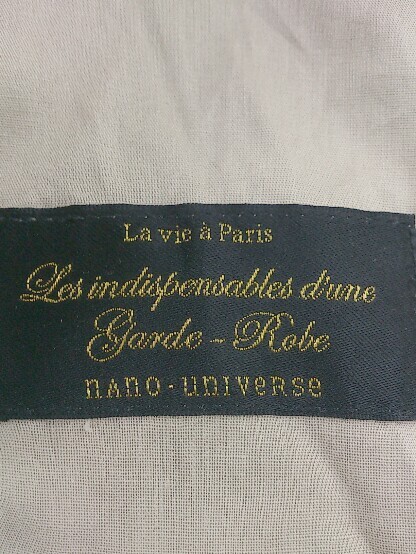 La vie à Paris
Les indispensables d'une
Garde - Robe
nano·universe